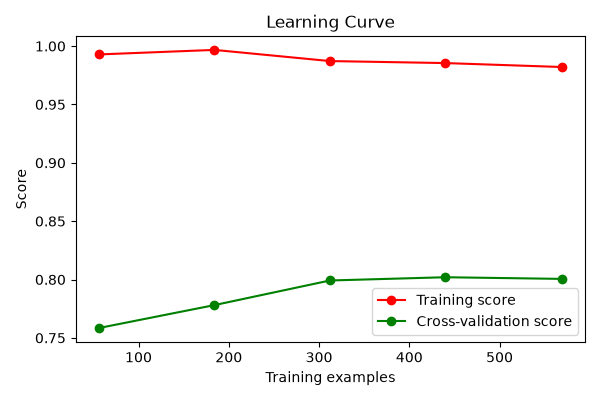 Learning Curve
1.00
0.95
0.90
0.85
0.80
0.75
Score
Training score
Cross-validation score
100 200 300 400 500
Training examples